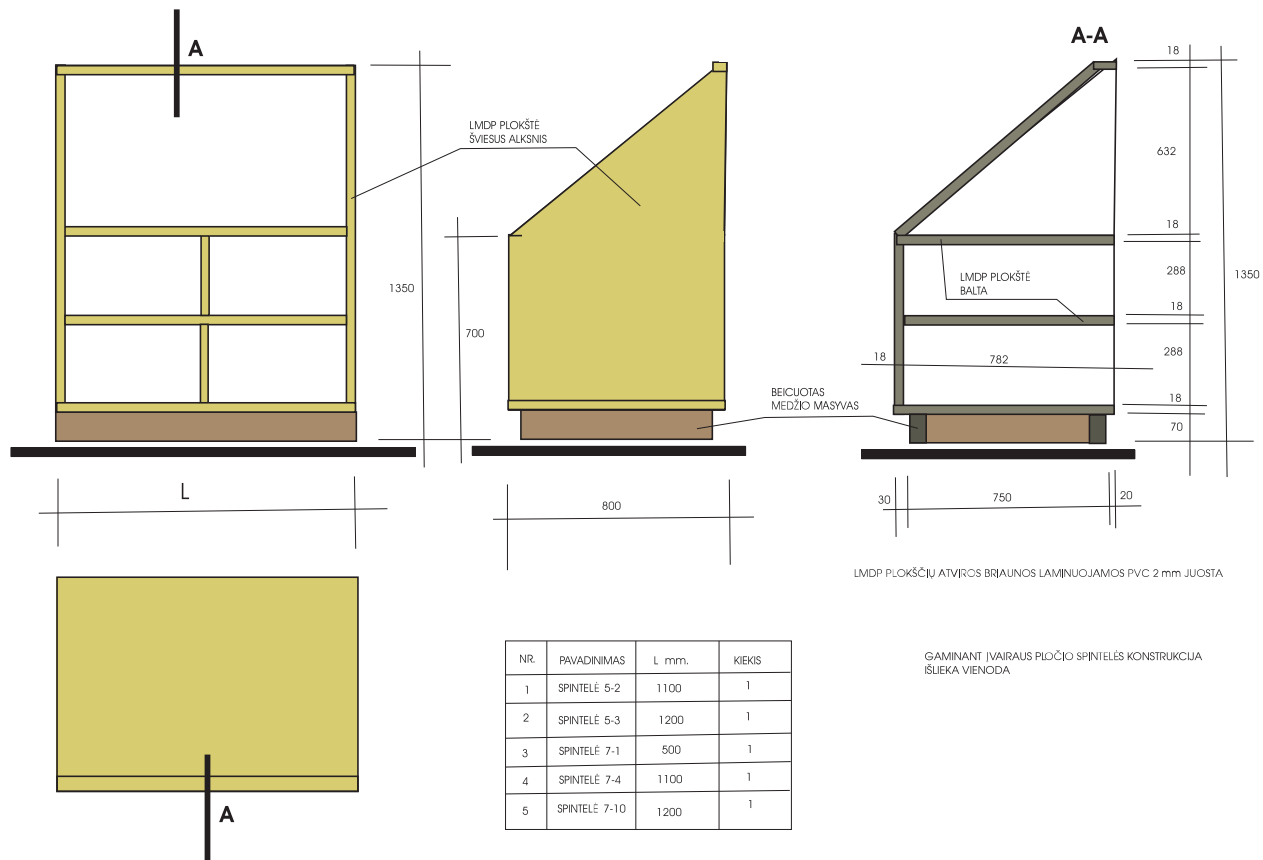 A
A-A
LMDP PLOKŠTĖ
ŠVIESUS ALKSNIS
1350
700
18
632
18
288
18
288
18
70
1350
LMDP PLOKŠTĖ
BALTA
18
782
BEICUOTAS
MEDŽIO MASYVAS
L
800
30
750
20
LMDP PLOKŠČIŲ ATVIROS BRIAUNOS LAMINUOJAMOS PVC 2 mm JUOSTA
A
NR. PAVADINIMAS L mm. KIEKIS
1 SPINTELĖ 5-2 1100 1
2 SPINTELĖ 5-3 1200 1
3 SPINTELĖ 7-1 500 1
4 SPINTELĖ 7-4 1100 1
5 SPINTELĖ 7-10 1200 1
GAMINANT ĮVAIRAUS PLOČIO SPINTELĖS KONSTRUKCIJA
IŠLIEKA VIENODA